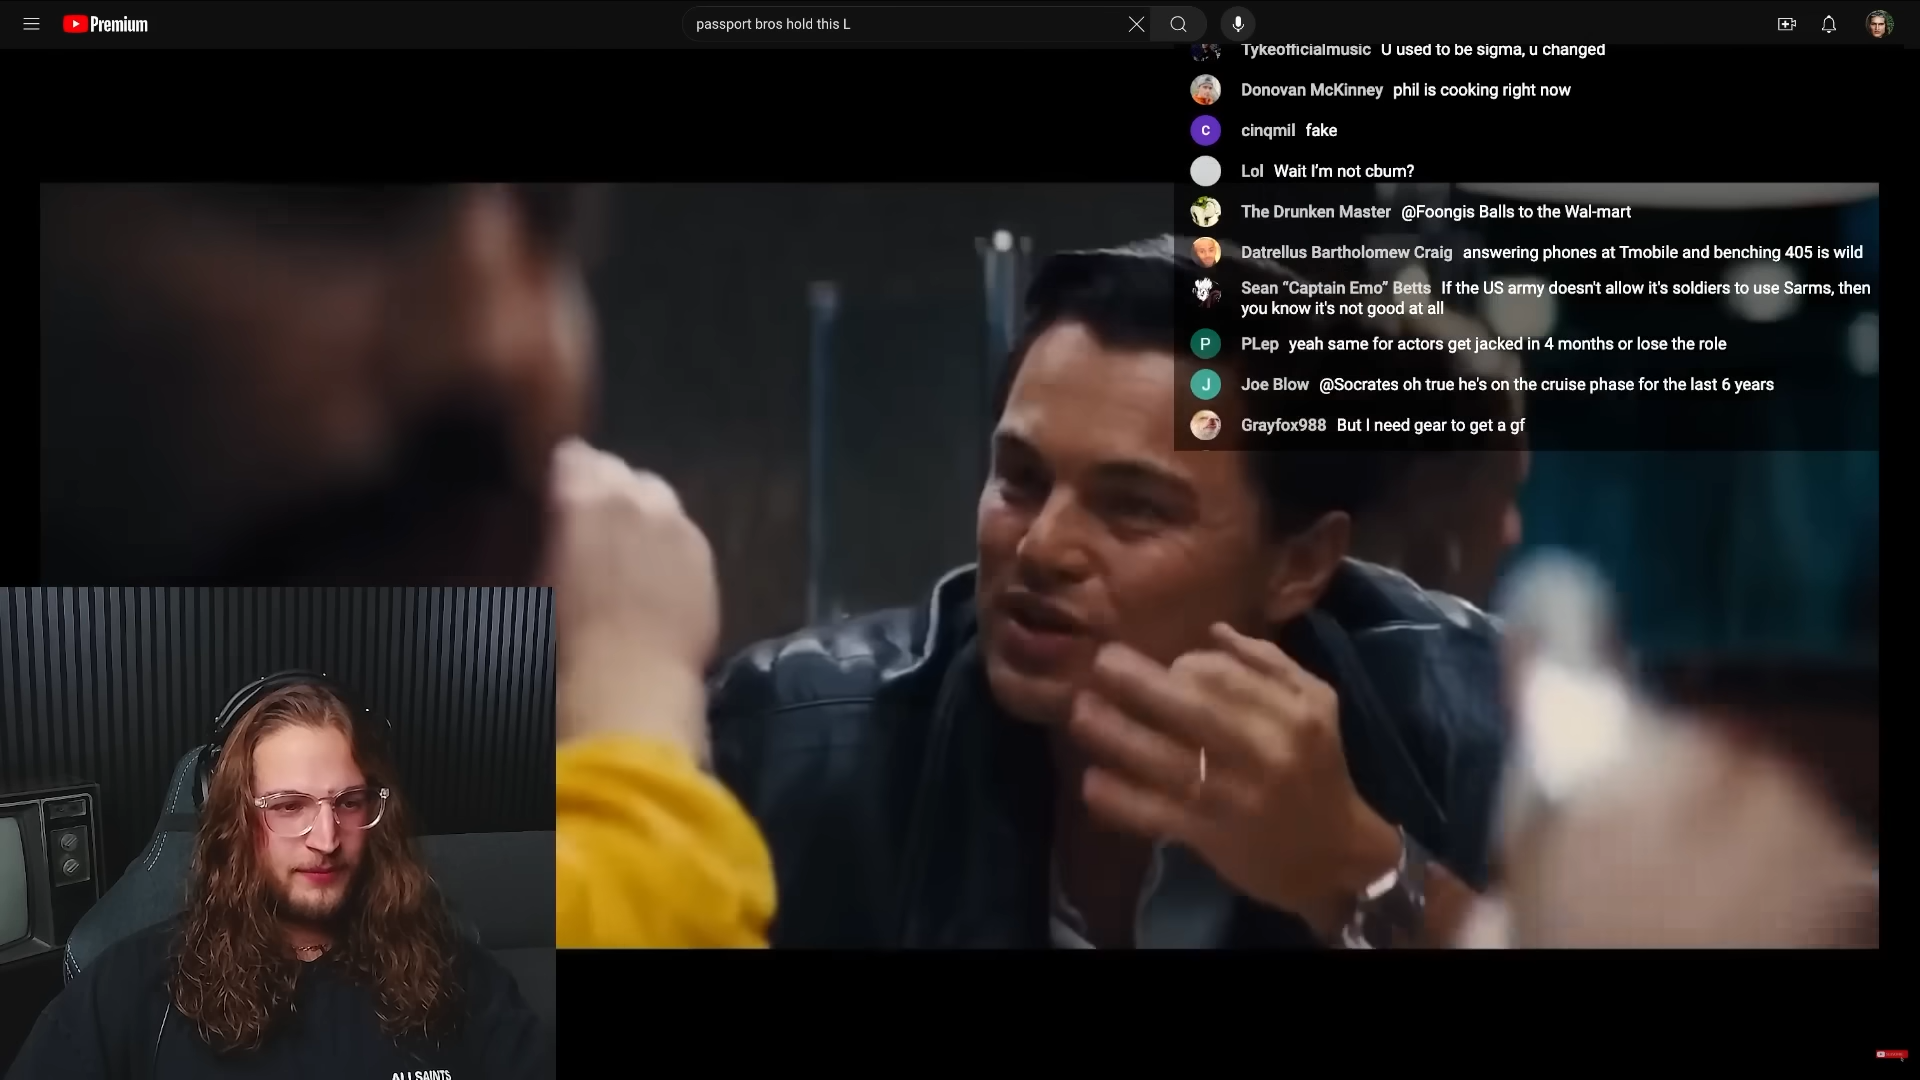 Premium
passport bros hold this L
Tykeofficialmusic U used to be sigma, u changed
Donovan McKinney phil is cooking right now
C cinqmil fake
Lol Wait I'm not cbum?
The Drunken Master @Foongis Balls to the Wal-mart
Datrellus Bartholomew Craig answering phones at Tmobile and benching 405 is wild
Sean “Captain Emo” Betts If the US army doesn't allow it's soldiers to use Sarms, then
you know it's not good at all
P PLep yeah same for actors get jacked in 4 months or lose the role
J Joe Blow @Socrates oh true he's on the cruise phase for the last 6 years
Grayfox988 But I need gear to get a gf
ALLSAINTS